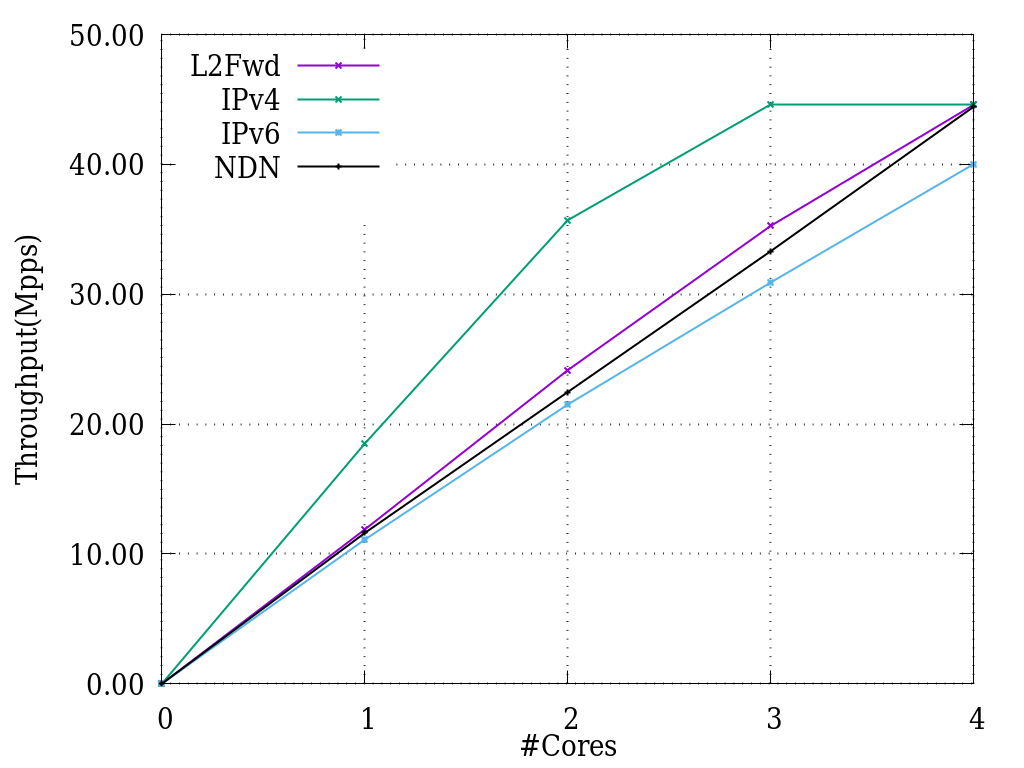 50.00
40.00
30.00
20.00
10.00
0.00
Throughput(Mpps)
L2Fwd
IPv4
IPv6
NDN
0 1 2 3 4
#Cores